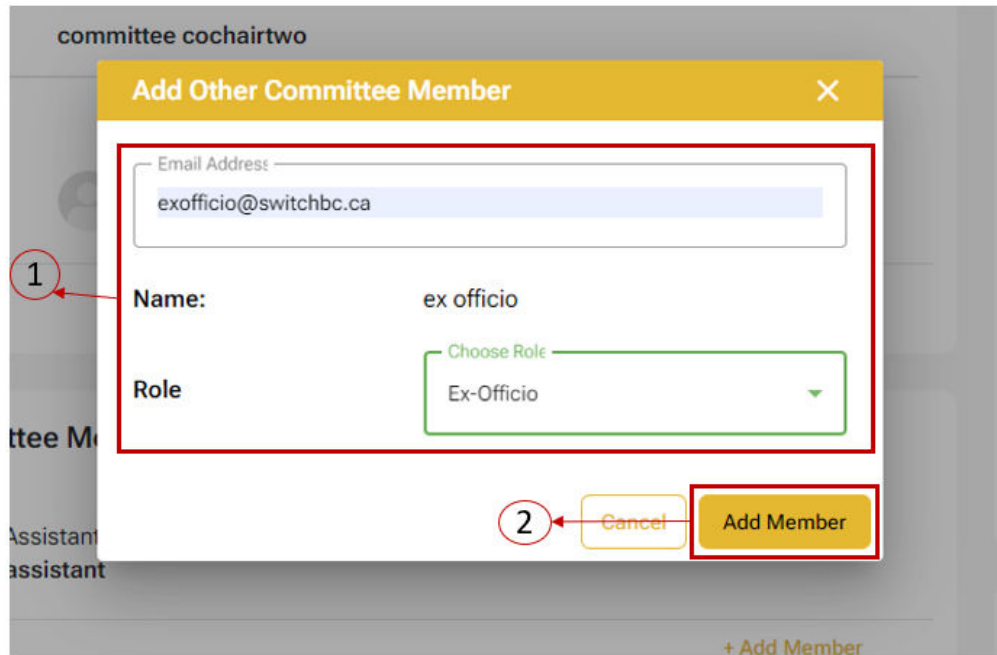 committee cochairtwo
Add Other Committee Member
Email Address
exofficio@switchbc.ca
1
Name: ex officio
Choose Role
Role Ex-Officio
ttee M
2 Cancel Add Member
Assistant
assistant
+ Add Member